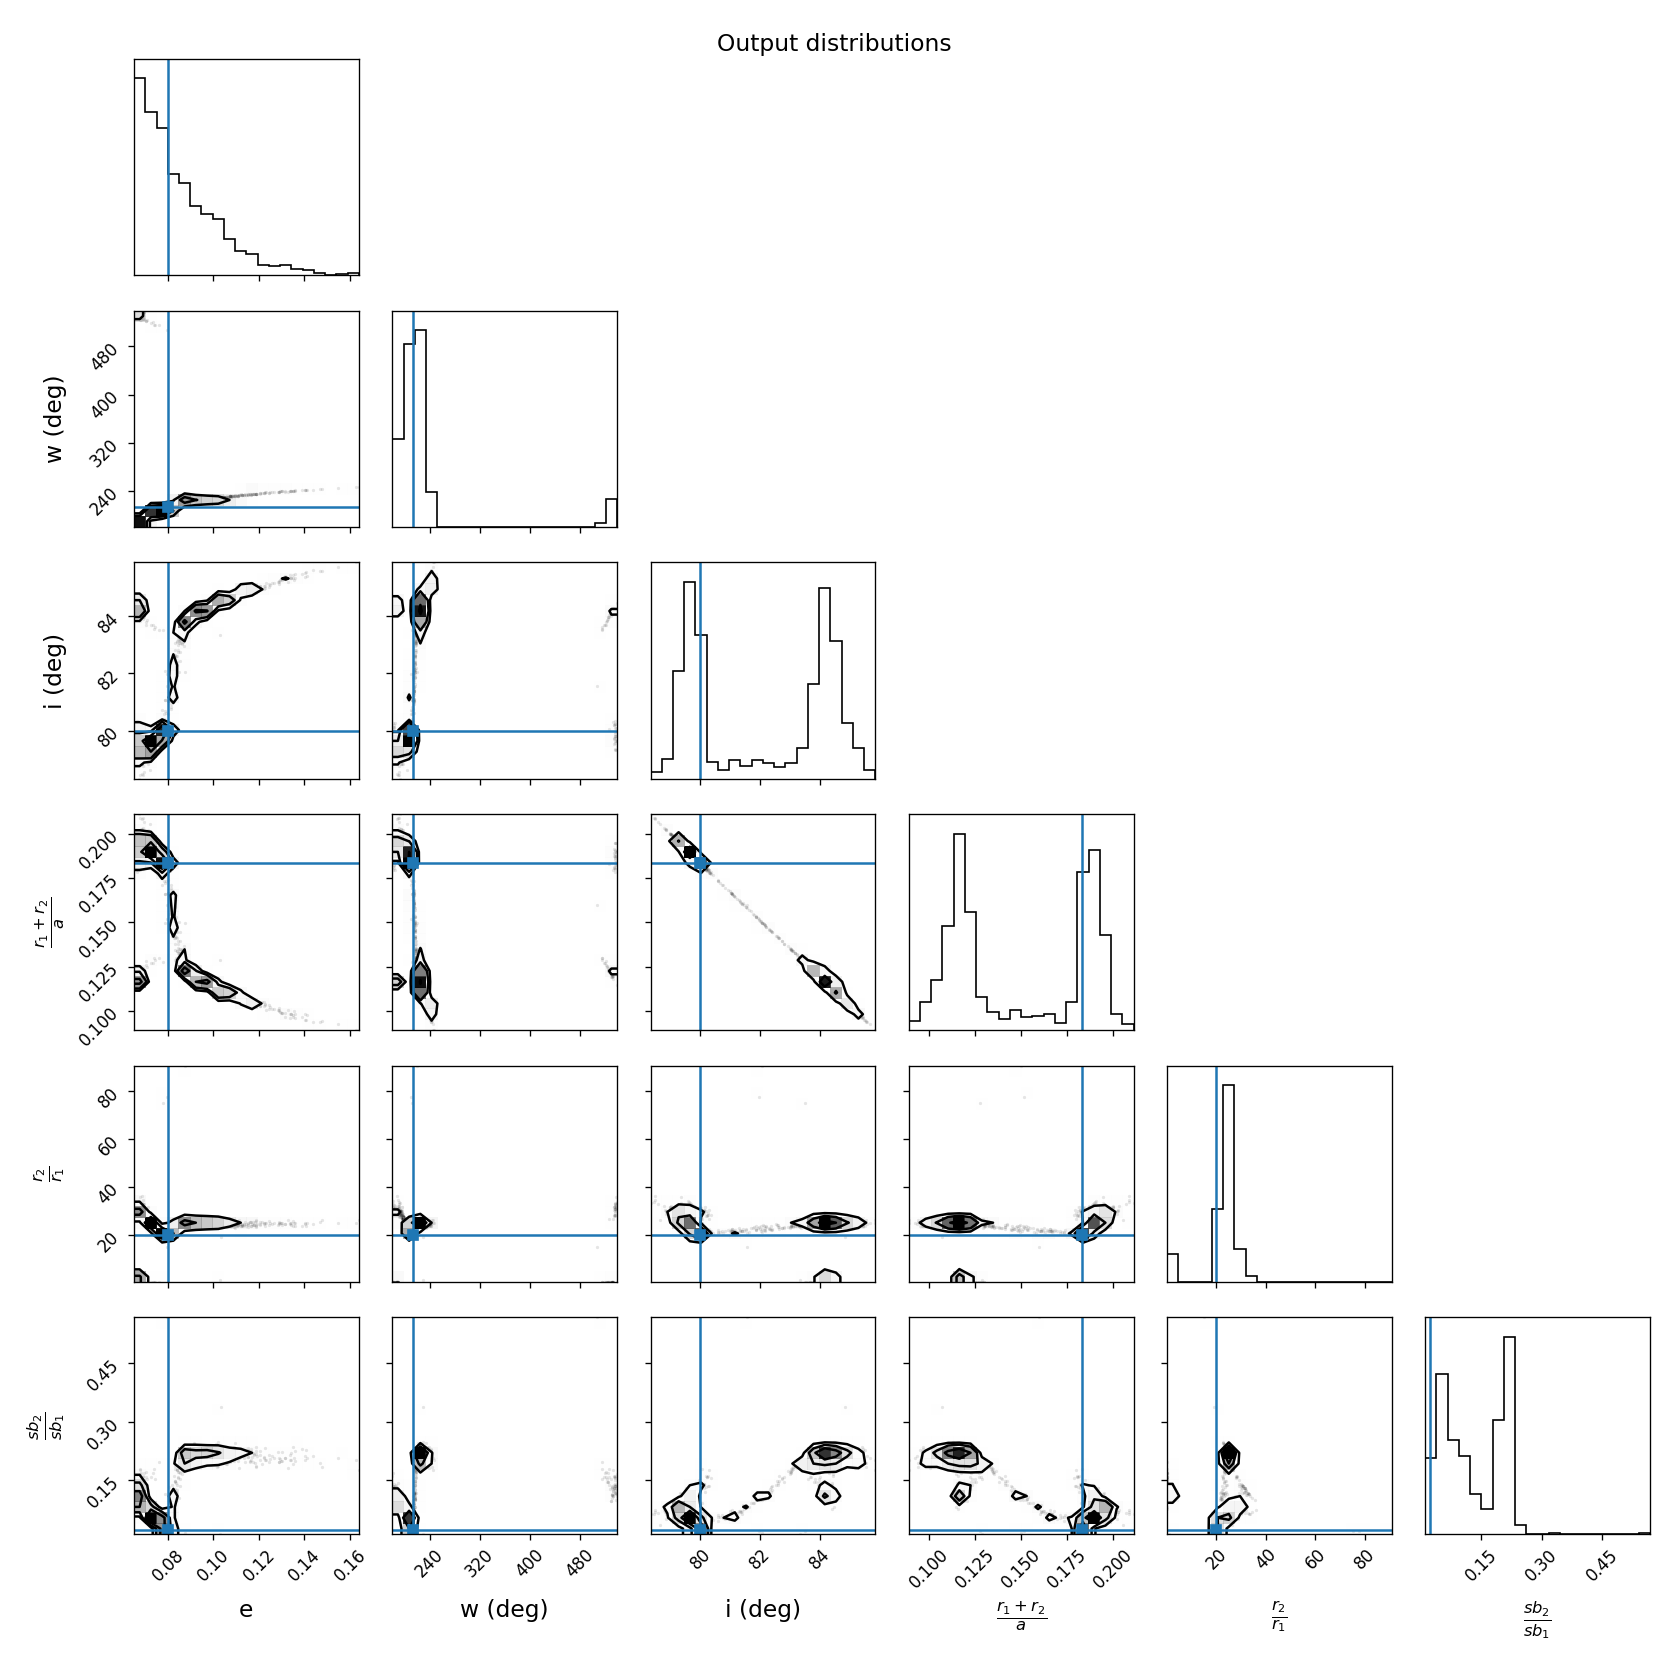 Output distributions
w (deg)
480
400
320
240
i (deg)
84
82
80
r1 + r2
a
0.200
0.175
0.150
0.125
0.100
r2
r1
80
60
40
20
sb2
sb1
0.45
0.30
0.15
0.08 0.10 0.12 0.14 0.16
240 320 400 480
80 82 84
0.100 0.125 0.150 0.175 0.200
20 40 60 80
0.15 0.30 0.45
e
w (deg)
i (deg)
r1 + r2
a
r2
r1
sb2
sb1